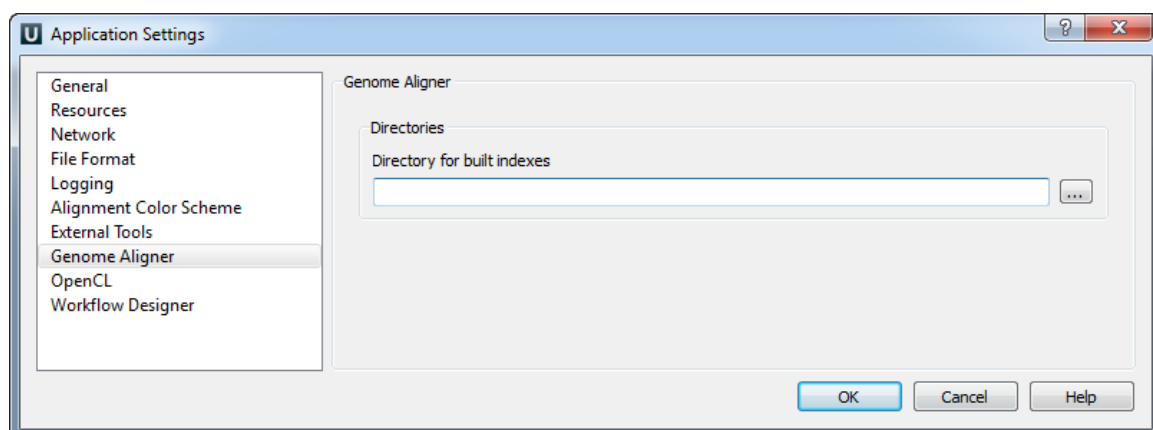 U Application Settings
?
X
General
Resources
Network
File Format
Logging
Alignment Color Scheme
External Tools
Genome Aligner
OpenCL
Workflow Designer
Genome Aligner
Directories
Directory for built indexes
...
OK
Cancel
Help